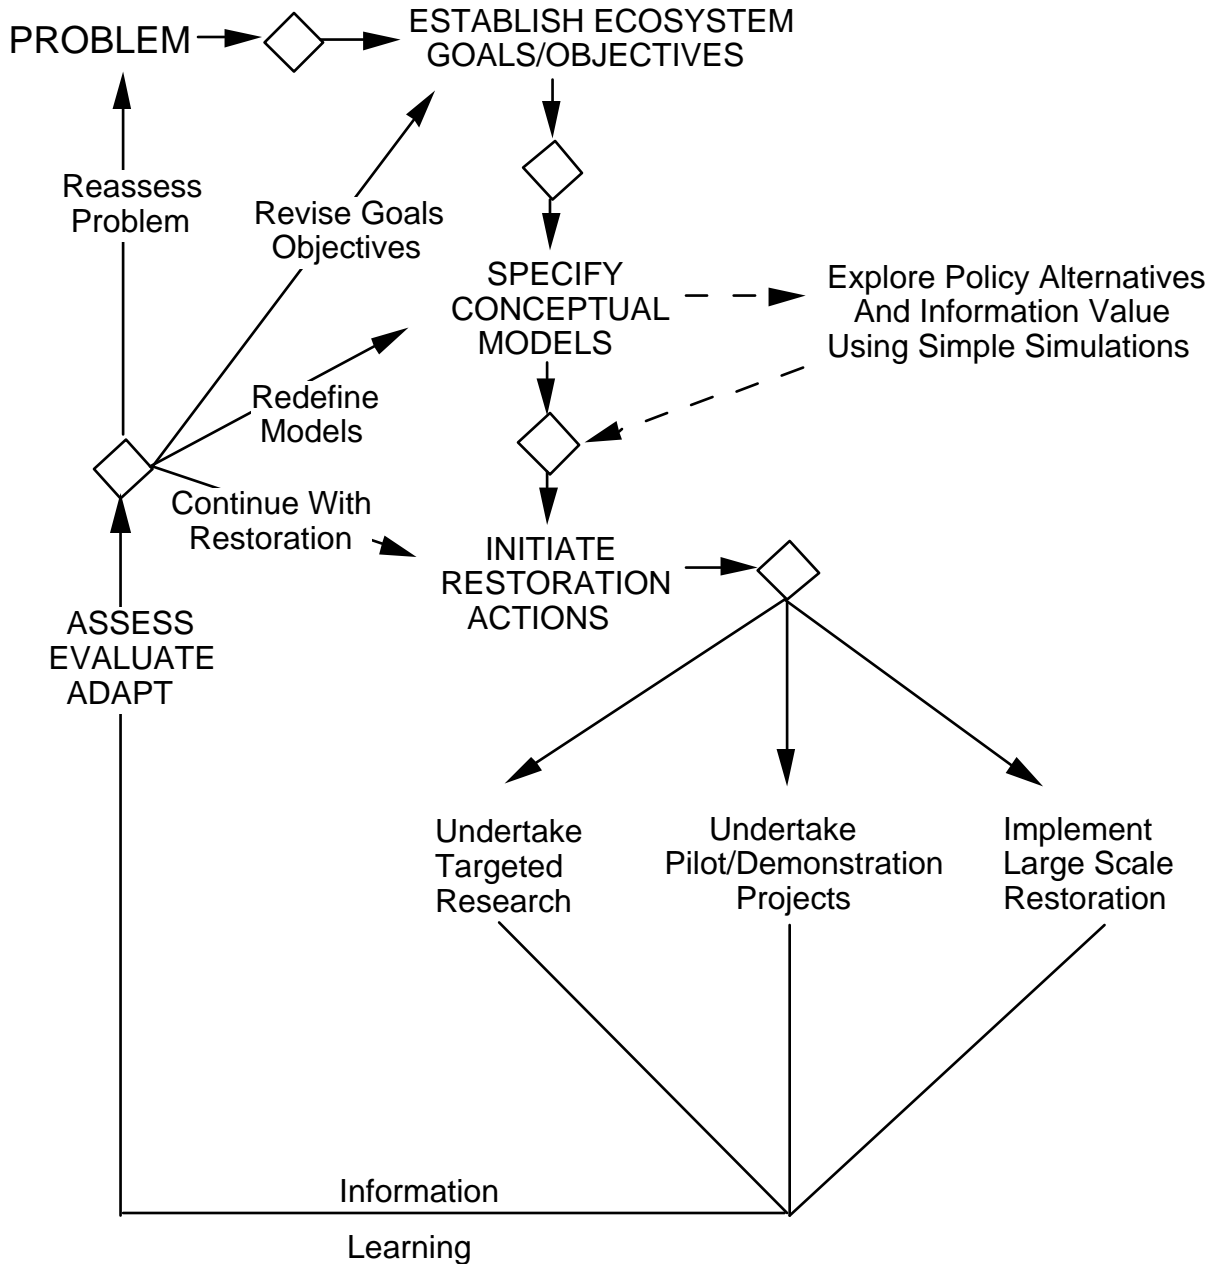 PROBLEM
ESTABLISH ECOSYSTEM
GOALS/OBJECTIVES
Reassess
Problem
Revise Goals
Objectives
SPECIFY
CONCEPTUAL
MODELS
Explore Policy Alternatives
And Information Value
Using Simple Simulations
Redefine
Models
Continue With
Restoration
INITIATE
RESTORATION
ACTIONS
ASSESS
EVALUATE
ADAPT
Undertake
Targeted
Research
Undertake
Pilot/Demonstration
Projects
Implement
Large Scale
Restoration
Information
Learning